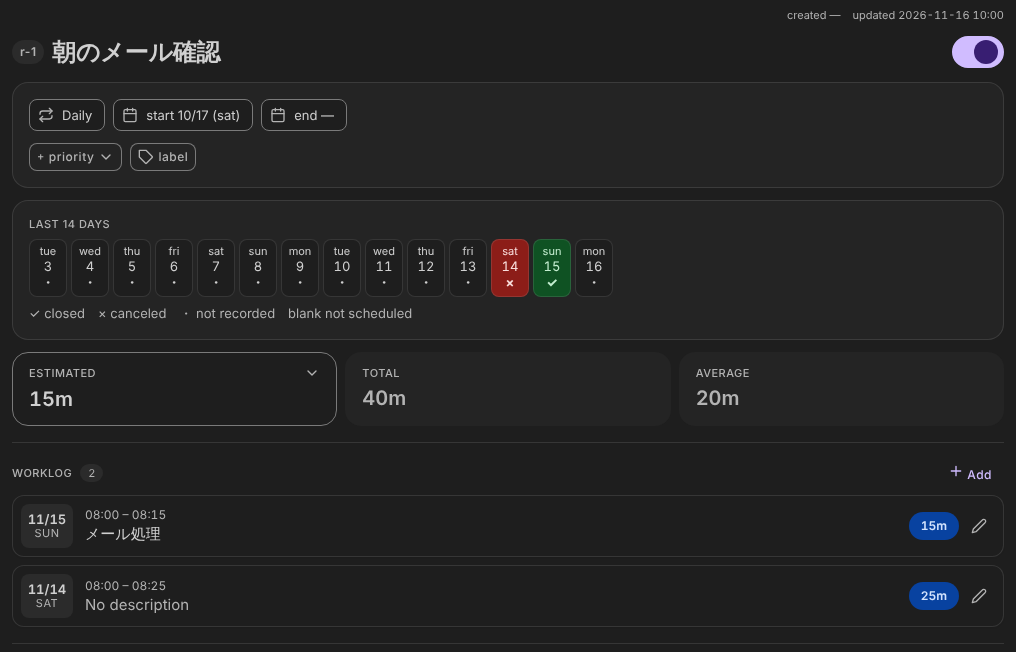 created — updated 2026-11-16 10:00
r-1 朝のメール確認
Daily start 10/17 (sat) end —
+ priority label
LAST 14 DAYS
tue wed thu fri sat sun mon tue wed thu fri sat sun mon
3 4 5 6 7 8 9 10 11 12 13 14 15 16
• • • • • • • • • • • × ✓ •
✓ closed × canceled • not recorded blank not scheduled
ESTIMATED TOTAL AVERAGE
15m 40m 20m
WORKLOG 2 + Add
11/15 08:00 – 08:15
SUN メール処理 15m
11/14 08:00 – 08:25
SAT No description 25m